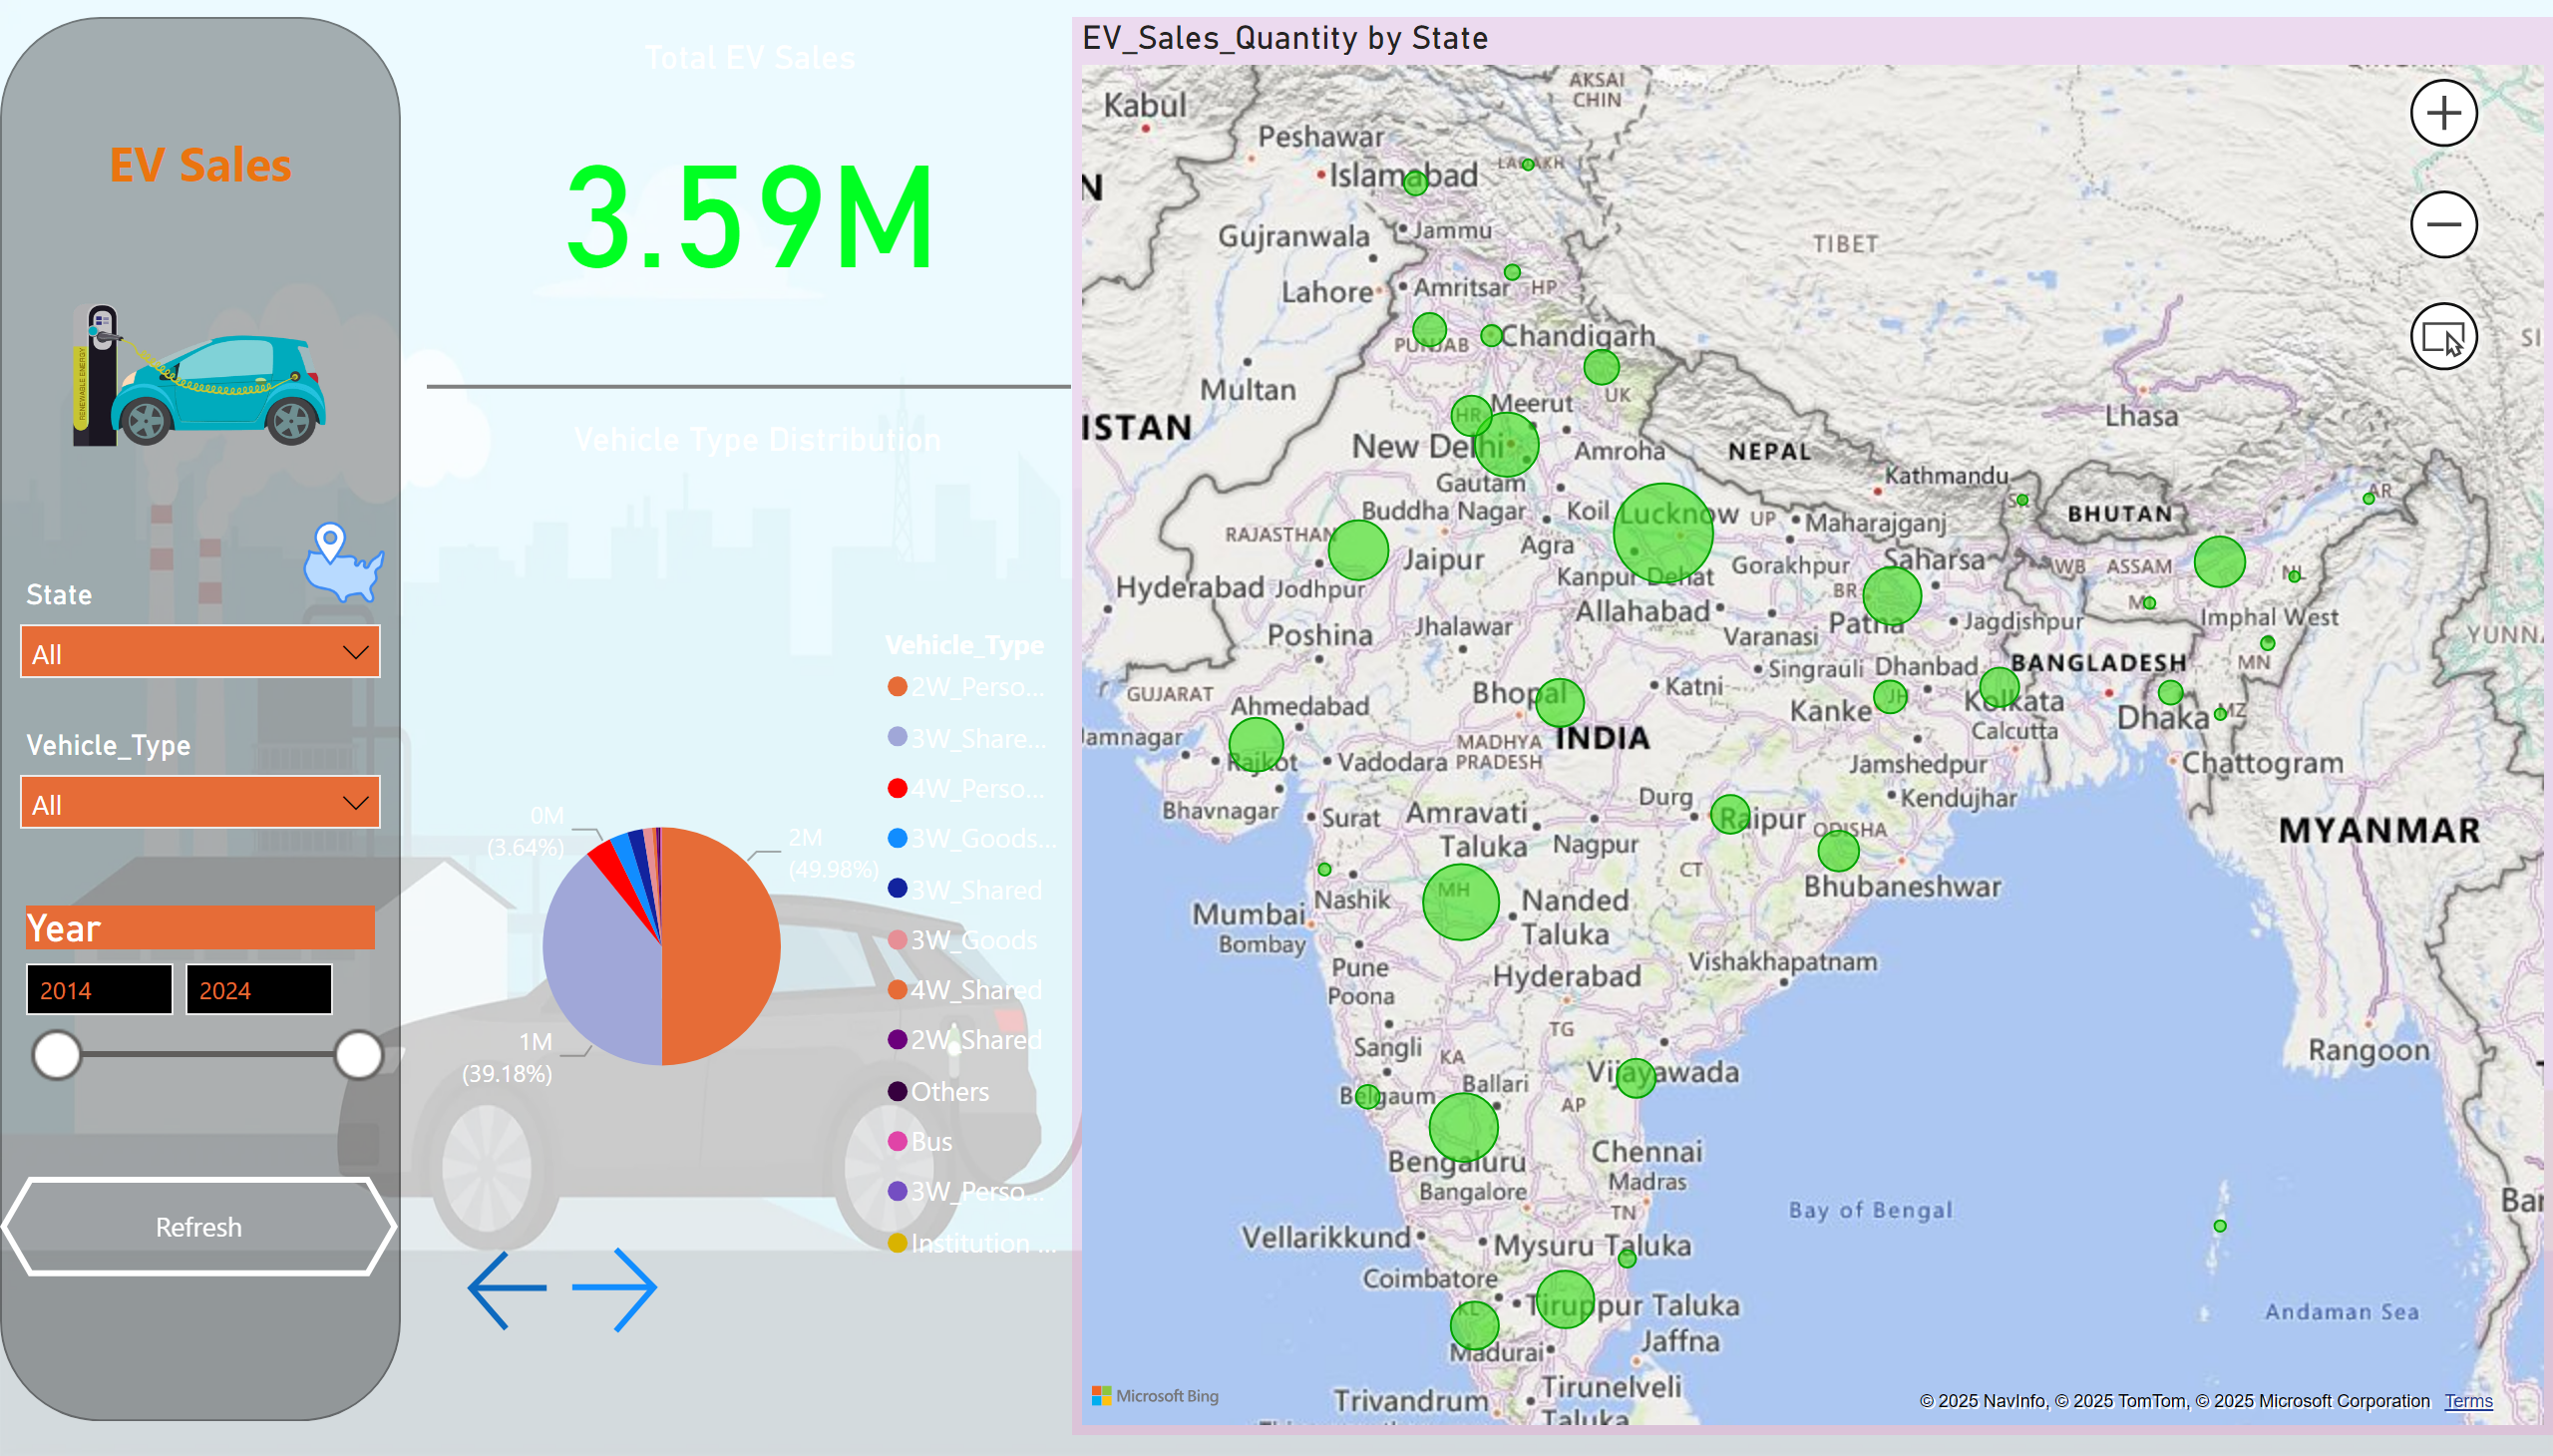 EV Sales
RENEWABLE ENERGY
State
All
Vehicle_Type
All
Year
2014
2024
Refresh
Total EV Sales
3.59M
Vehicle Type Distribution
0M
(3.64%)
2M
(49.98%)
1M
(39.18%)
Vehicle_Type
2W_Perso...
3W_Share...
4W_Perso...
3W_Goods...
3W_Shared
3W_Goods
4W_Shared
2W_Shared
Others
Bus
3W_Perso...
Institution ...
EV_Sales_Quantity by State
AKSAI
CHIN
Kabul
Peshawar
Islamabad
LADAKH
N
Gujranwala
Jammu
TIBET
Lahore
Amritsar
HP
PUNJAB
Chandigarh
SI
Multan
UK
HR
Meerut
Lhasa
ISTAN
New Delhi
Amroha
NEPAL
Kathmandu
Gautam
Buddha Nagar
AR
Koil
Lucknow
UP
Maharajganj
BHUTAN
RAJASTHAN
Jaipur
Agra
Saharsa
WB
ASSAM
NL
Hyderabad
Jodhpur
Kanpur Dehat
Gorakhpur
BR
Allahabad
Patna
Jagdishpur
Imphal West
Poshina
Jhalawar
Varanasi
YUNN
Singrauli
Dhanbad
BANGLADESH
MN
GUJARAT
Bhopal
Katni
JH
Kolkata
Ahmedabad
Kanke
Dhaka
MZ
Jamnagar
MADHYA
PRADESH
INDIA
Calcutta
Rajkot
Vadodara
Jamshedpur
Chattogram
Bhavnagar
Surat
Amravati
Taluka
Durg
Kendujhar
Raipur
ODISHA
MYANMAR
Nagpur
CT
Bhubaneshwar
MH
Nashik
Nanded
Taluka
Mumbai
Bombay
Pune
Poona
Hyderabad
Vishakhapatnam
TG
Sangli
KA
Rangoon
Vijayawada
Belgaum
Ballari
AP
Chennai
Madras
Bengaluru
Bangalore
TN
Bay of Bengal
Bar
Vellarikkund
Mysuru Taluka
Coimbatore
KL
Tiruppur Taluka
Andaman Sea
Jaffna
Madurai
Tirunelveli
Taluka
Trivandrum
Microsoft Bing
© 2025 NavInfo, © 2025 TomTom, © 2025 Microsoft Corporation Terms